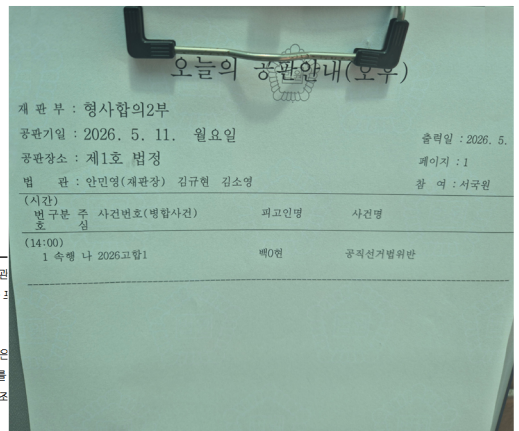 오늘의 공판안내(오후)
재 판 부 : 형사합의2부
공판기일 : 2026. 5. 11. 월요일
출력일 : 2026. 5.
공판장소 : 제1호 법정
페이지 : 1
법 관 : 안민영(재판장) 김규현 김소영
참 여 : 서국원
(시간)
번 구분 주 사건번호(병합사건) 피고인명 사건명
호 심
(14:00)
1 속행 나 2026고합1 백0현 공직선거법위반
관
은
를
조